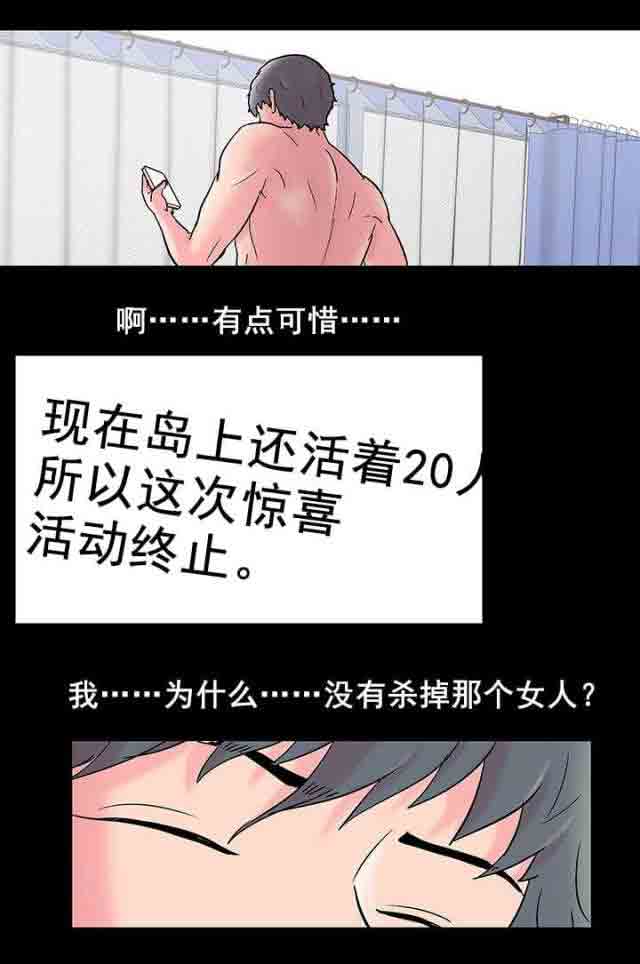 啊……有点可惜……
现在岛上还活着20人
所以这次惊喜
活动终止。
我……为什么……没有杀掉那个女人？